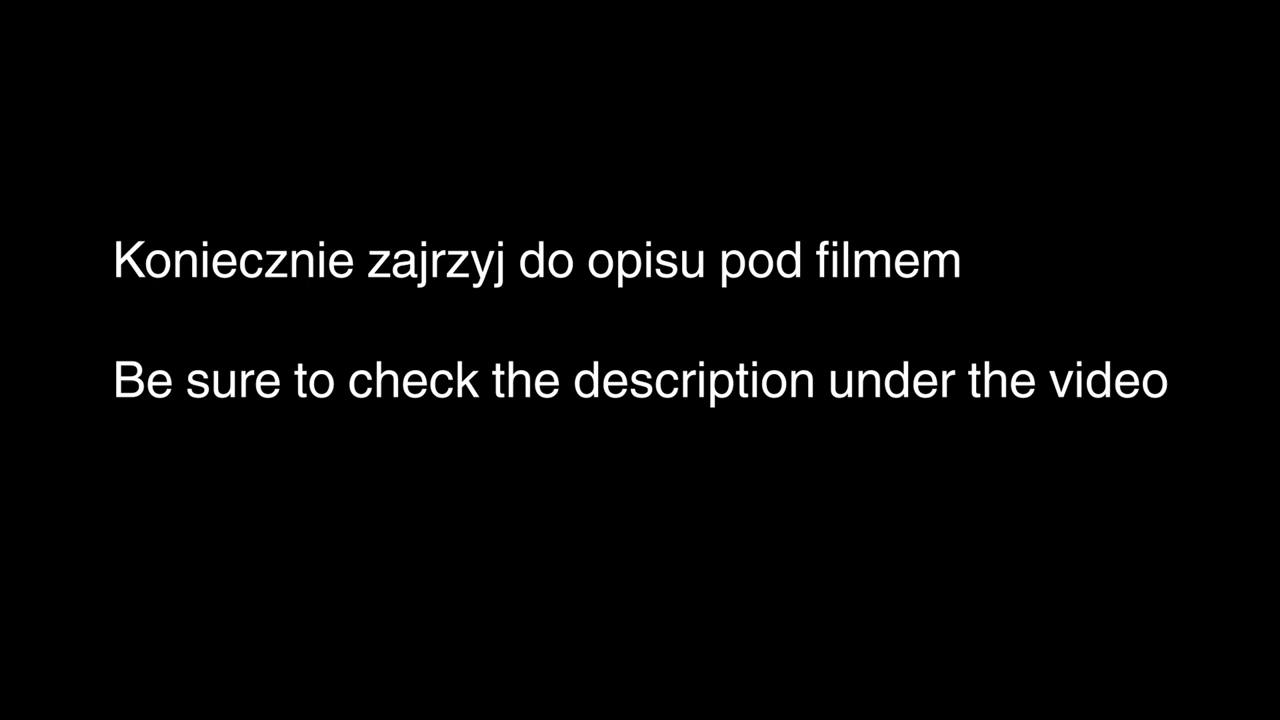 Koniecznie zajrzyj do opisu pod filmem
Be sure to check the description under the video